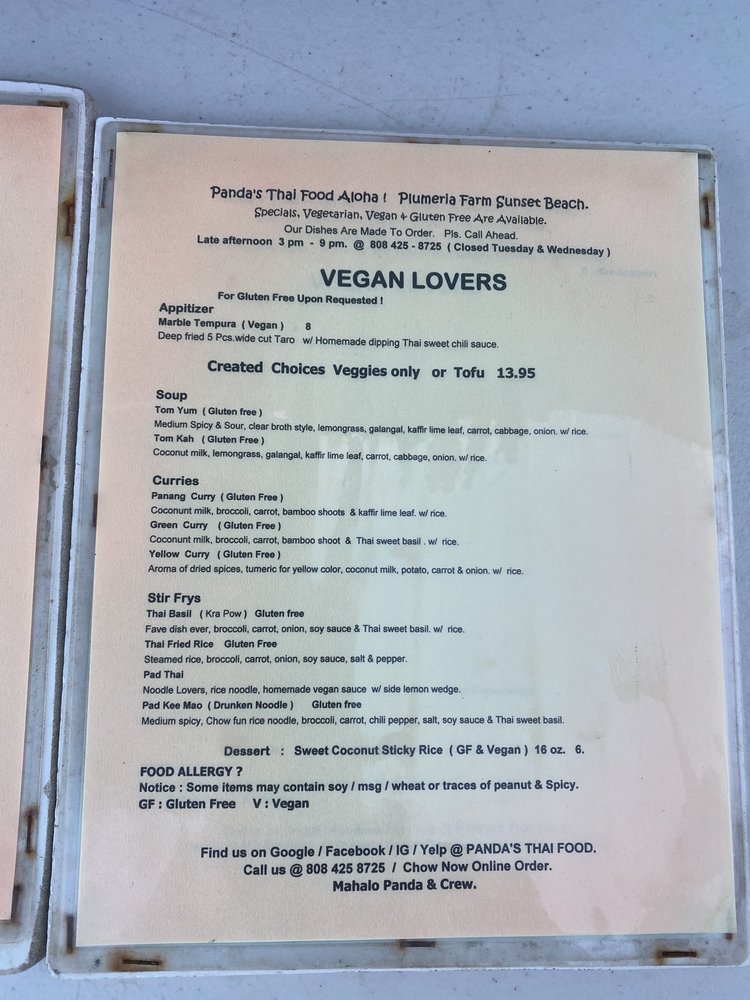 Panda's Thai Food Aloha ! Plumeria Farm Sunset Beach.
Specials, Vegetarian, Vegan & Gluten Free Are Available.
Our Dishes Are Made To Order. Pls. Call Ahead.
Late afternoon 3 pm - 9 pm. @ 808 425 - 8725 ( Closed Tuesday & Wednesday )
VEGAN LOVERS
For Gluten Free Upon Requested !
Appitizer
Marble Tempura ( Vegan ) 8
Deep fried 5 Pcs.wide cut Taro w/ Homemade dipping Thai sweet chili sauce.
Created Choices Veggies only or Tofu 13.95
Soup
Tom Yum ( Gluten free )
Medium Spicy & Sour, clear broth style, lemongrass, galangal, kaffir lime leaf, carrot, cabbage, onion. w/ rice.
Tom Kah ( Gluten Free )
Coconut milk, lemongrass, galangal, kaffir lime leaf, carrot, cabbage, onion. w/ rice.
Curries
Panang Curry ( Gluten Free )
Coconunt milk, broccoli, carrot, bamboo shoots & kaffir lime leaf. w/ rice.
Green Curry ( Gluten Free )
Coconunt milk, broccoli, carrot, bamboo shoot & Thai sweet basil . w/ rice.
Yellow Curry ( Gluten Free )
Aroma of dried spices, tumeric for yellow color, coconut milk, potato, carrot & onion. w/ rice.
Stir Frys
Thai Basil ( Kra Pow ) Gluten free
Fave dish ever, broccoli, carrot, onion, soy sauce & Thai sweet basil. w/ rice.
Thai Fried Rice Gluten Free
Steamed rice, broccoli, carrot, onion, soy sauce, salt & pepper.
Pad Thai
Noodle Lovers, rice noodle, homemade vegan sauce w/ side lemon wedge.
Pad Kee Mao ( Drunken Noodle ) Gluten free
Medium spicy, Chow fun rice noodle, broccoli, carrot, chili pepper, salt, soy sauce & Thai sweet basil.
Dessert : Sweet Coconut Sticky Rice ( GF & Vegan ) 16 oz. 6.
FOOD ALLERGY ?
Notice : Some items may contain soy / msg / wheat or traces of peanut & Spicy.
GF : Gluten Free V : Vegan
Find us on Google / Facebook / IG / Yelp @ PANDA'S THAI FOOD.
Call us @ 808 425 8725 / Chow Now Online Order.
Mahalo Panda & Crew.